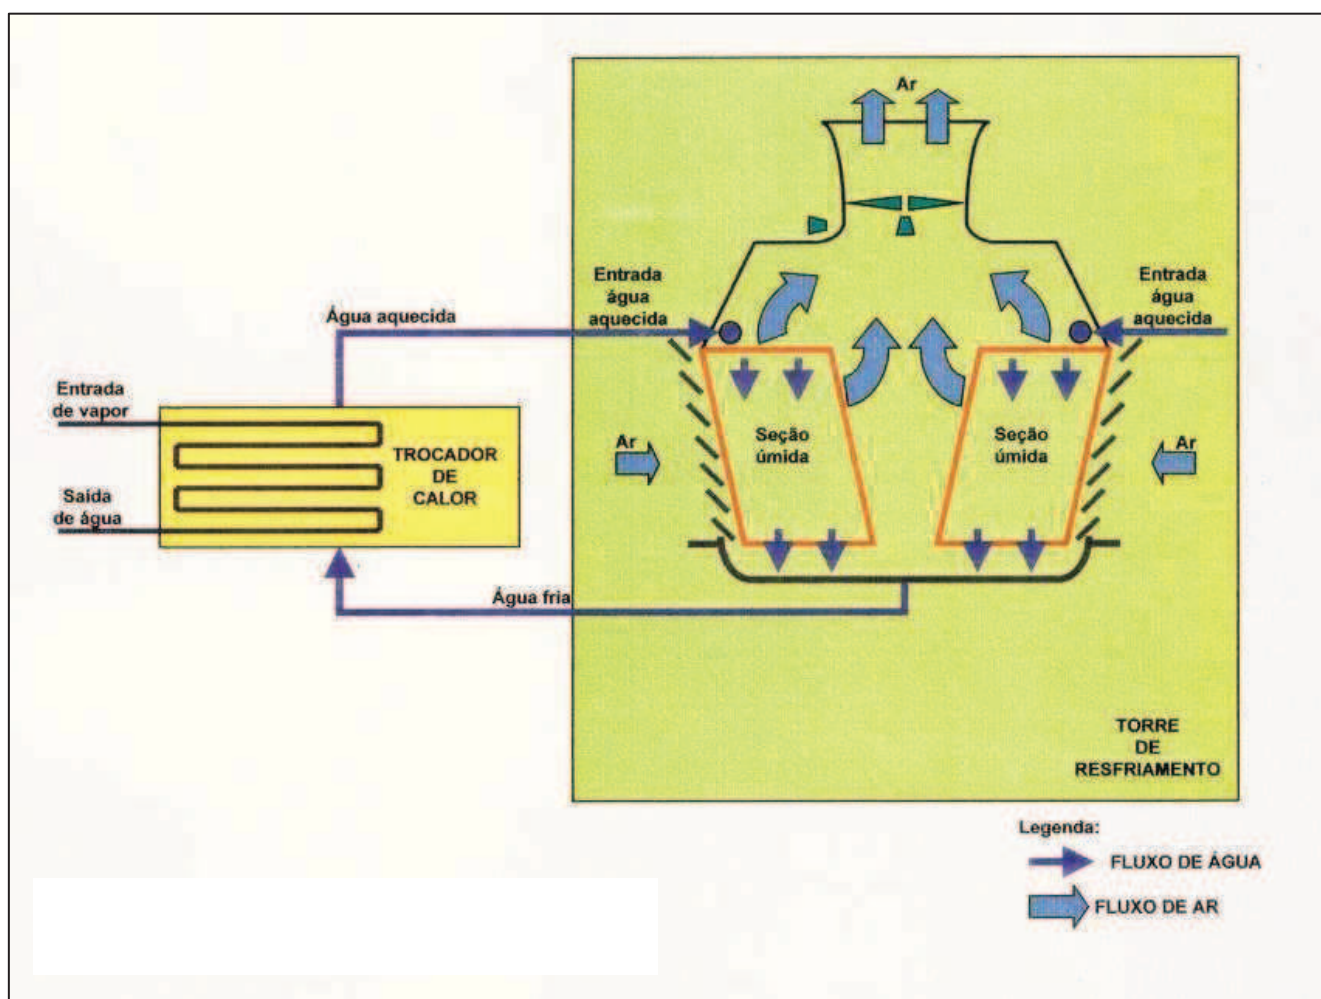 Ar
Entrada
água
aquecida
Entrada
água
aquecida
Água aquecida
Entrada
de vapor
TROCADOR
DE
CALOR
Saída
de água
Ar
Seção
úmida
Seção
úmida
Ar
Água fria
TORRE
DE
RESFRIAMENTO
Legenda:
FLUXO DE ÁGUA
FLUXO DE AR